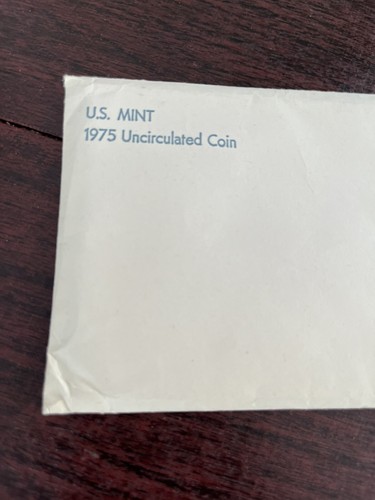 U.S. MINT
1975 Uncirculated Coin